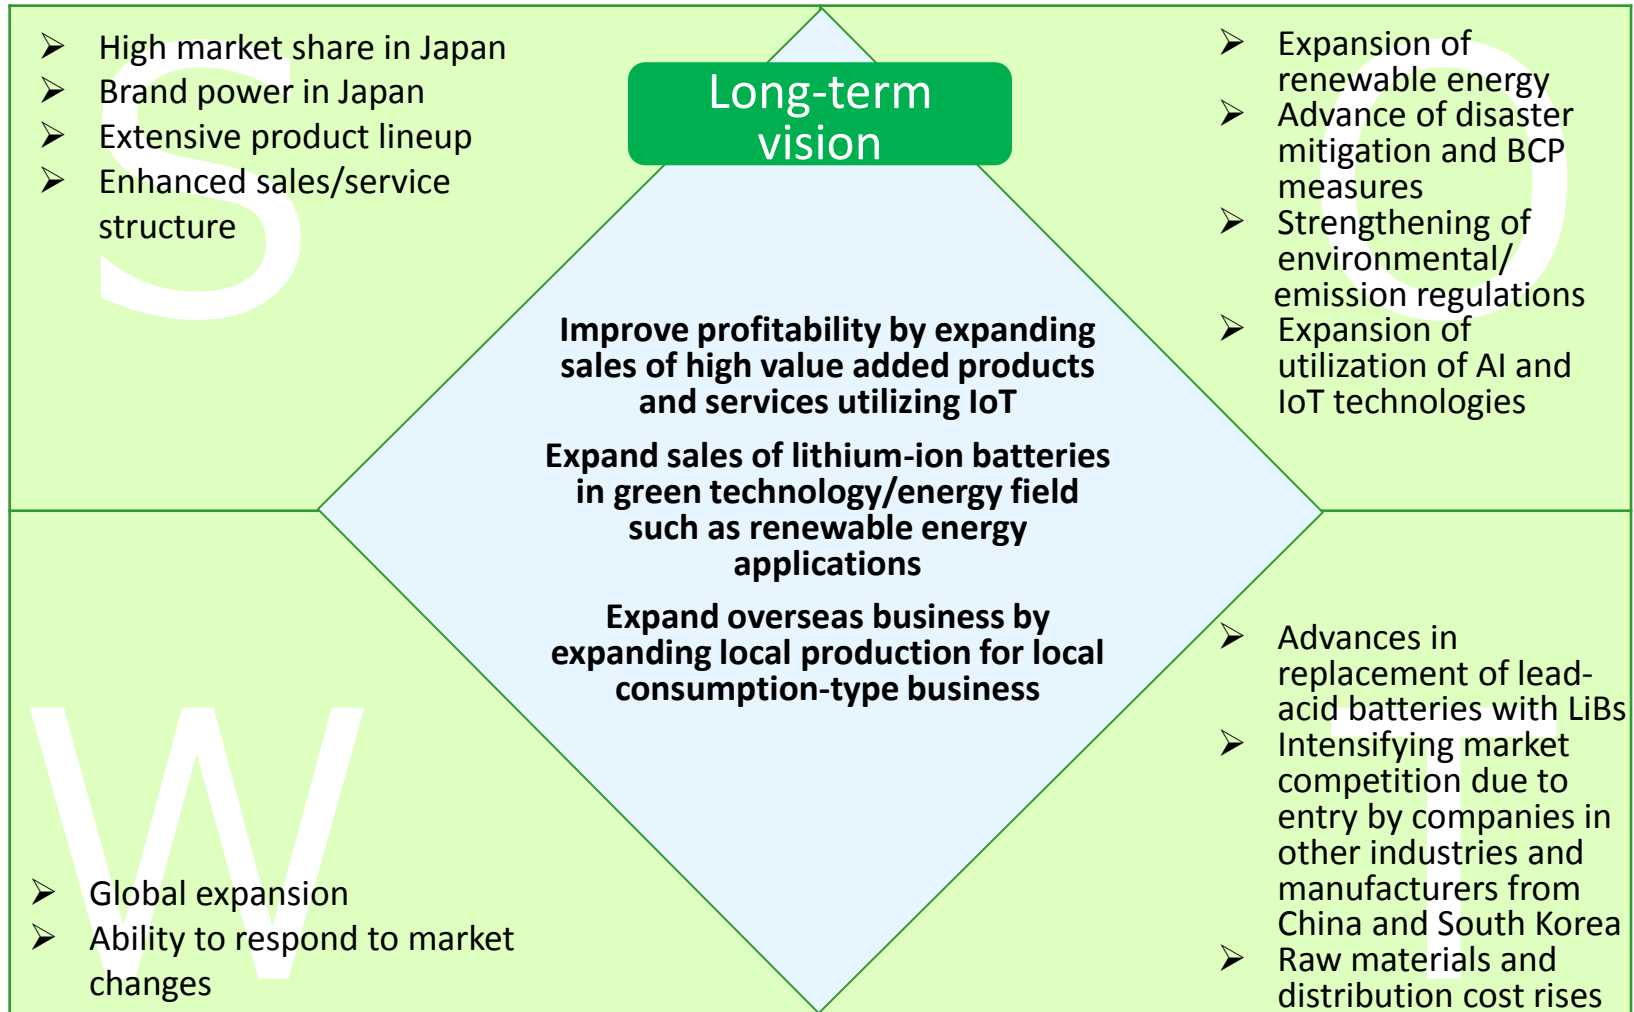 S
➢ High market share in Japan
➢ Brand power in Japan
➢ Extensive product lineup
➢ Enhanced sales/service
structure
Long-term
vision
O
➢ Expansion of
renewable energy
➢ Advance of disaster
mitigation and BCP
measures
➢ Strengthening of
environmental/
emission regulations
➢ Expansion of
utilization of AI and
IoT technologies
Improve profitability by expanding
sales of high value added products
and services utilizing IoT
Expand sales of lithium-ion batteries
in green technology/energy field
such as renewable energy
applications
Expand overseas business by
expanding local production for local
consumption-type business
W
➢ Global expansion
➢ Ability to respond to market
changes
T
➢ Advances in
replacement of lead-
acid batteries with LiBs
➢ Intensifying market
competition due to
entry by companies in
other industries and
manufacturers from
China and South Korea
➢ Raw materials and
distribution cost rises